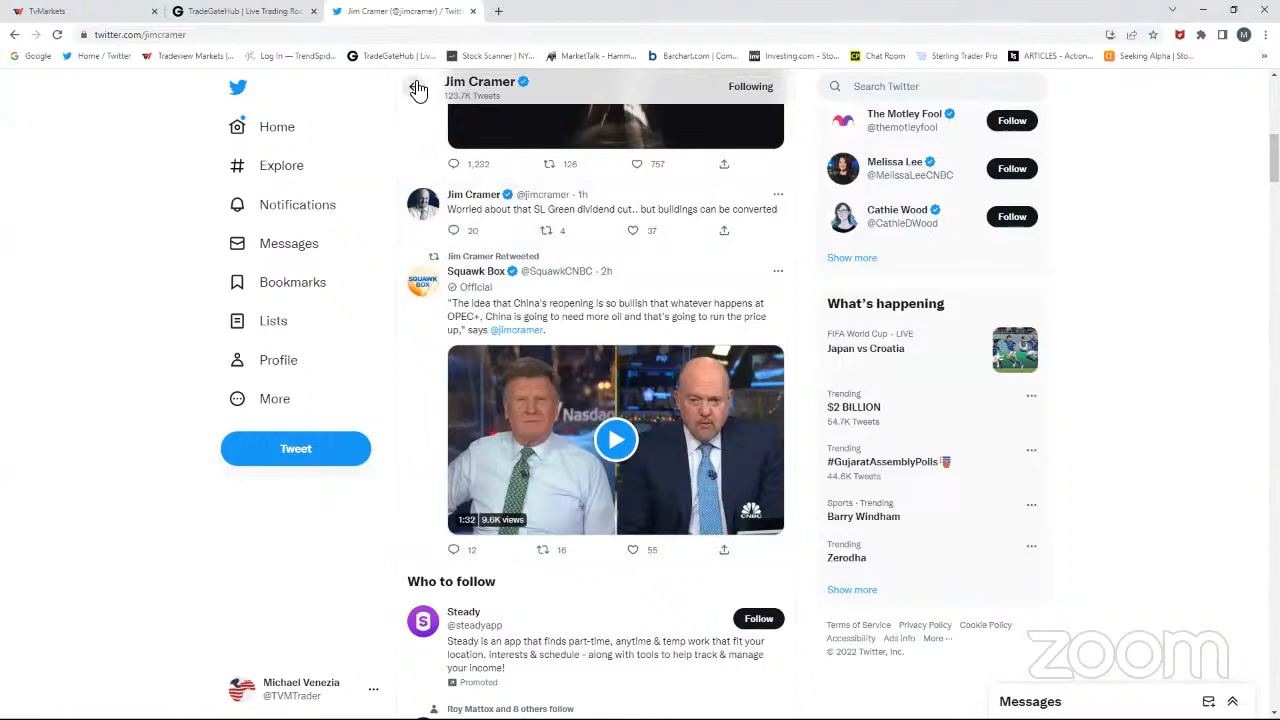 TvMarkets
TradeGateHub | Live Trading Roo
Jim Cramer (@jimcramer) / Twitte
twitter.com/jimcramer
M
Google
Home / Twitter
Tradeview Markets |...
Log In — TrendSpid...
TradeGateHub | Liv...
Stock Scanner | NY...
MarketTalk - Hamm...
Barchart.com | Com...
Investing.com - Sto...
Chat Room
Sterling Trader Pro
ARTICLES - Action...
Seeking Alpha | Sto...
Home
Explore
Notifications
Messages
Bookmarks
Lists
Profile
More
Tweet
Michael Venezia
@TVMTrader
Jim Cramer
123.7K Tweets
Following
1,232 126 757
Jim Cramer @jimcramer · 1h
Worried about that SL Green dividend cut.. but buildings can be converted
20 4 37
Jim Cramer Retweeted
Squawk Box @SquawkCNBC · 2h
Official
"The idea that China's reopening is so bullish that whatever happens at
OPEC+, China is going to need more oil and that's going to run the price
up," says @jimcramer.
SQUAWK
BOX
Nasdaq
CNBC
1:32 9.6K views
12 16 55
Who to follow
Steady
@steadyapp
Follow
Steady is an app that finds part-time, anytime & temp work that fit your
location, interests & schedule - along with tools to help track & manage
your income!
Promoted
Roy Mattox and 8 others follow
Search Twitter
The Motley Fool
@themotleyfool
Follow
Melissa Lee
@MelissaLeeCNBC
Follow
Cathie Wood
@CathieDWood
Follow
Show more
What's happening
FIFA World Cup · LIVE
Japan vs Croatia
Trending
$2 BILLION
54.7K Tweets
Trending
#GujaratAssemblyPolls
44.6K Tweets
Sports · Trending
Barry Windham
Trending
Zerodha
Show more
Terms of Service Privacy Policy Cookie Policy
Accessibility Ads info More ···
© 2022 Twitter, Inc.
zoom
Messages